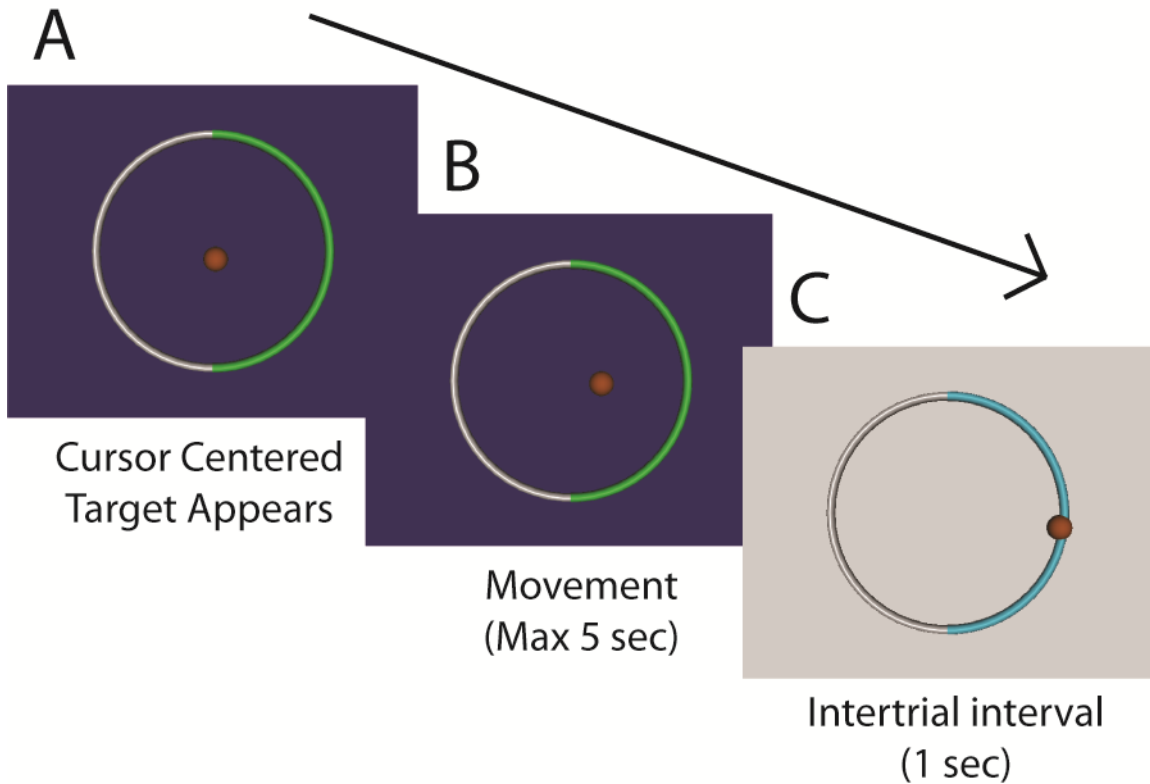 A
B
C
Cursor Centered
Target Appears
Movement
(Max 5 sec)
Intertrial interval
(1 sec)